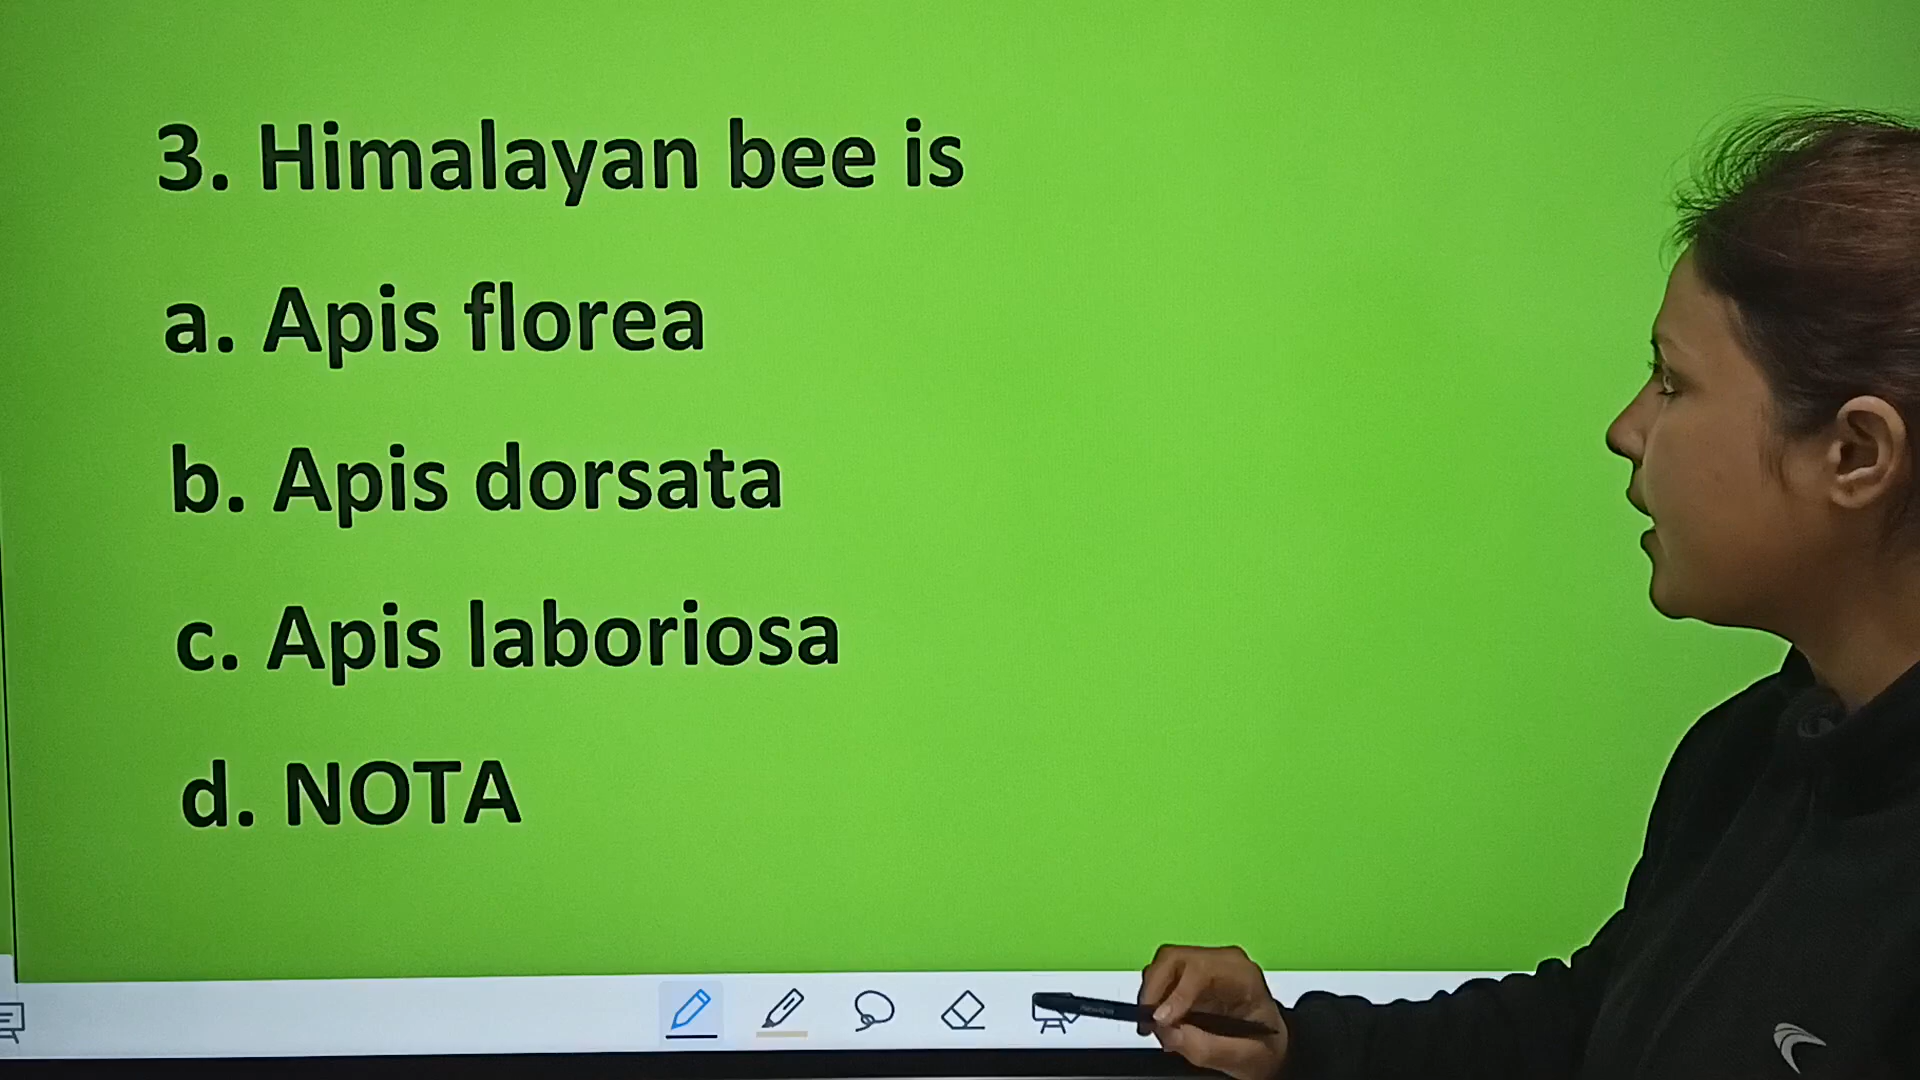 3. Himalayan bee is
a. Apis florea
b. Apis dorsata
c. Apis laboriosa
d. NOTA